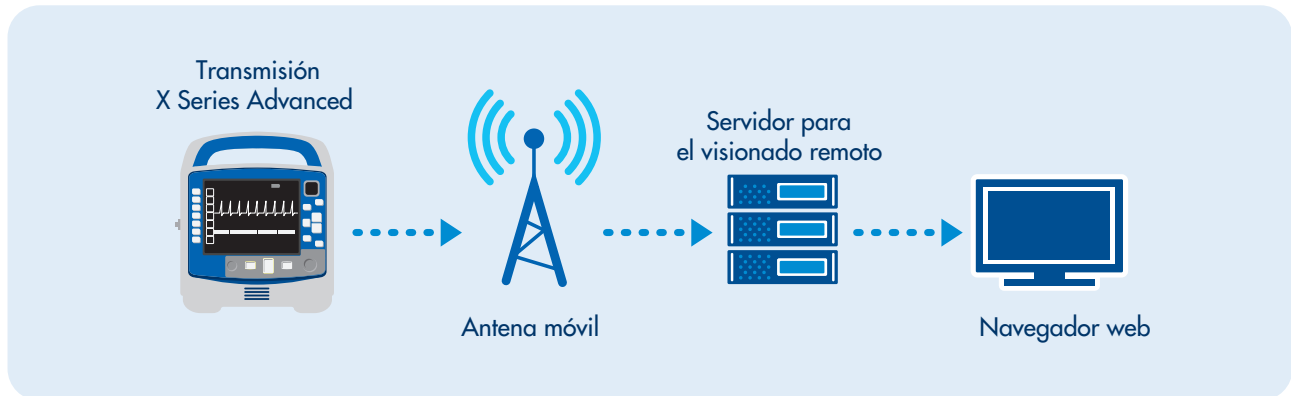 Transmisión
X Series Advanced
Servidor para
el visionado remoto
Antena móvil
Navegador web